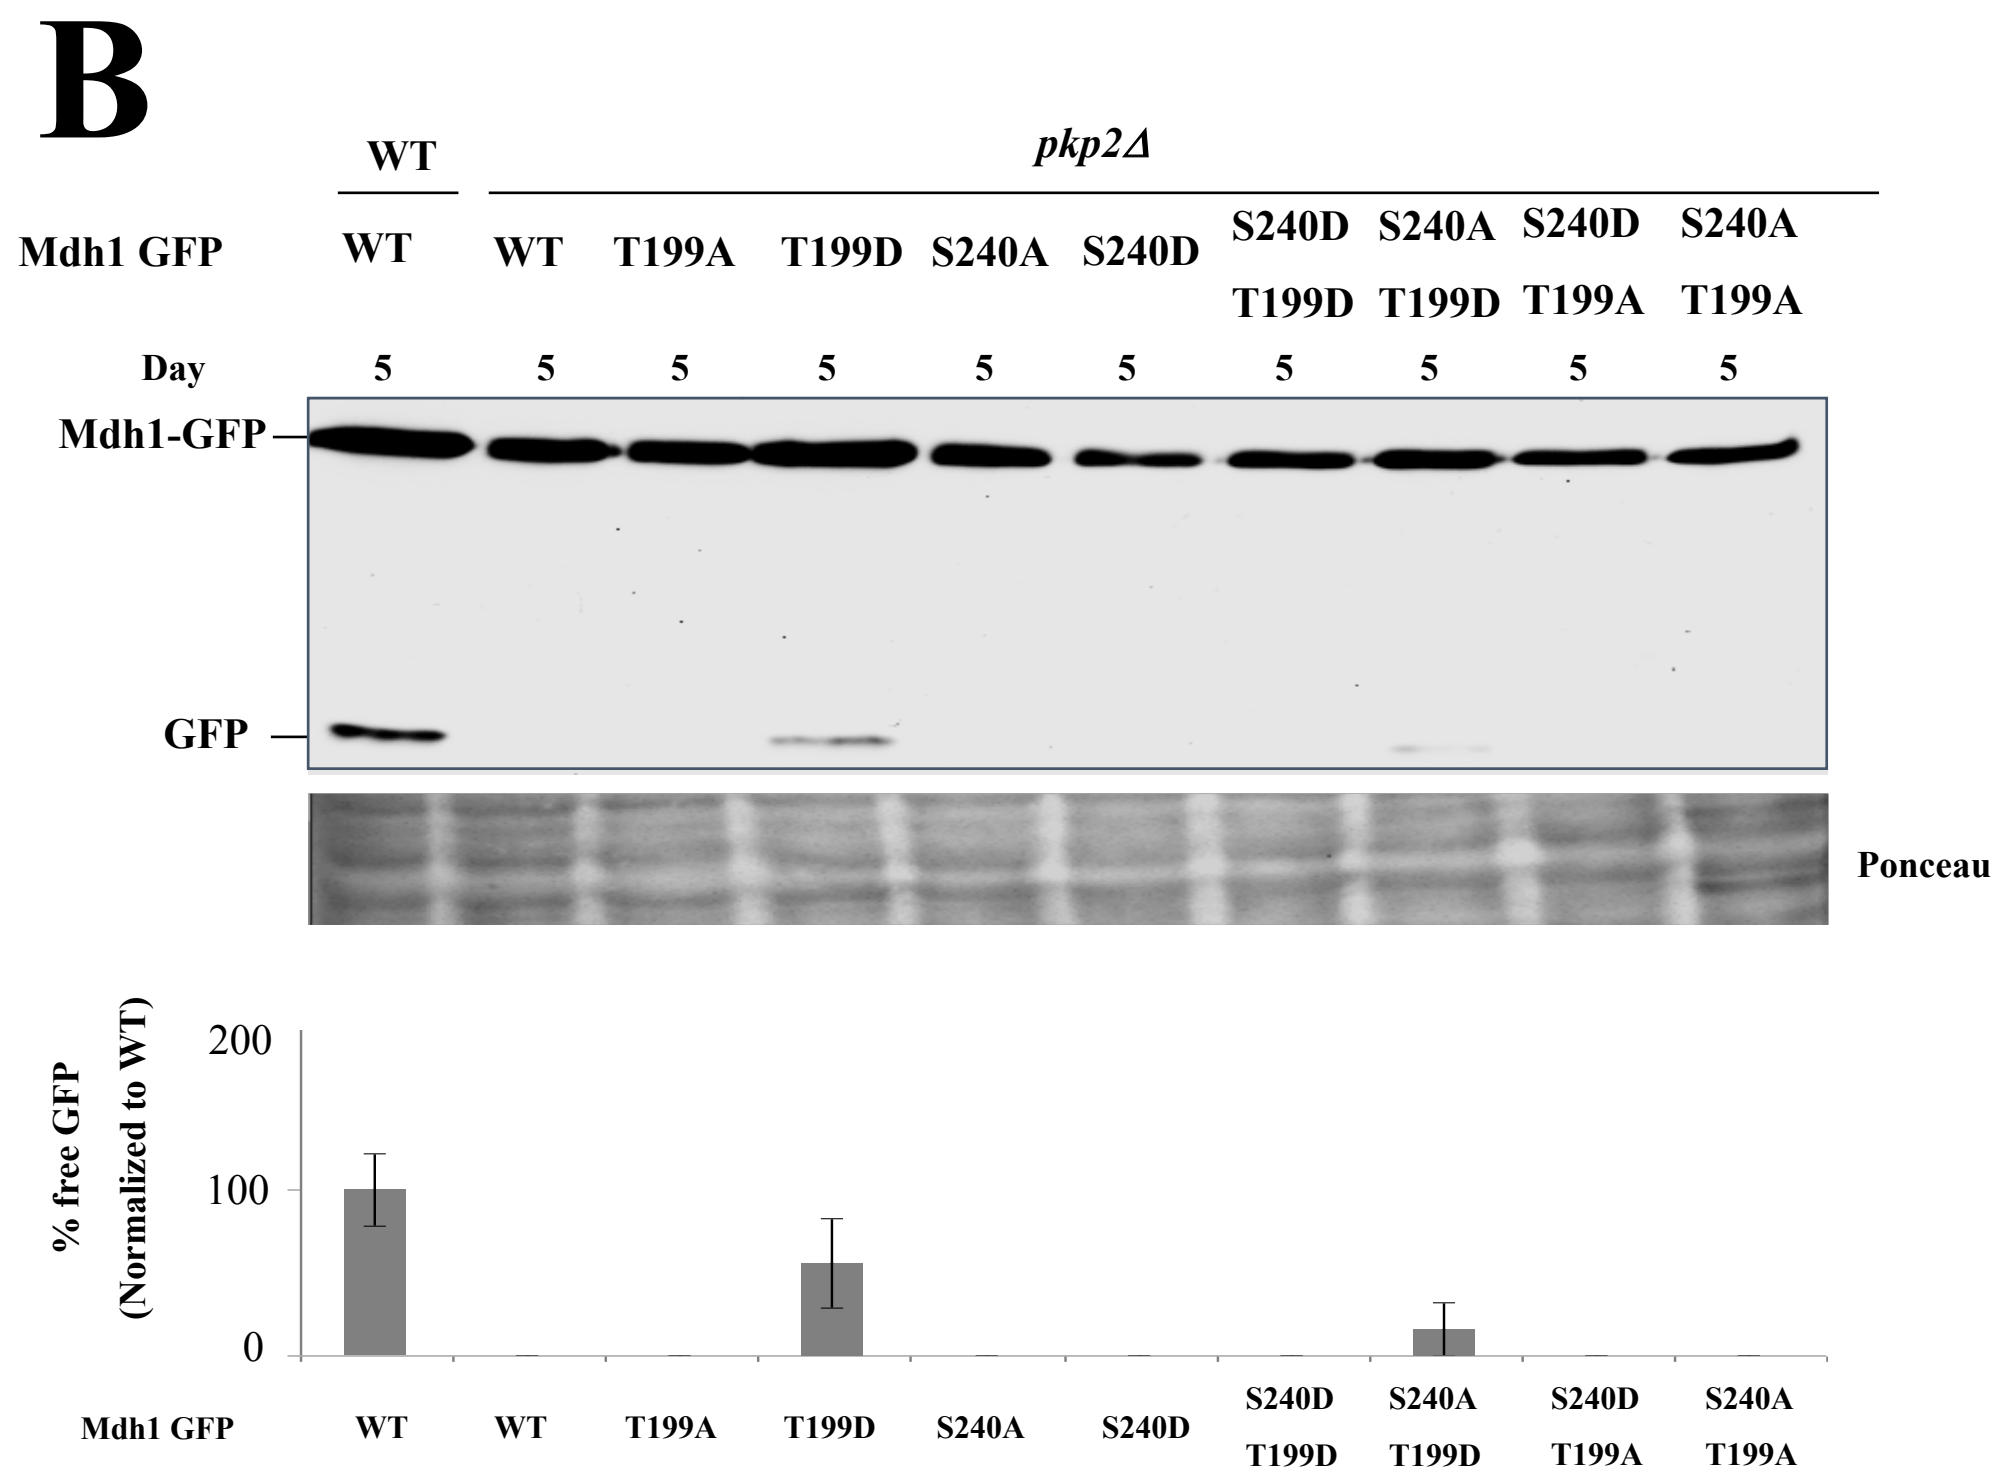 B
WT pkp2Δ
Mdh1 GFP WT WT T199A T199D S240A S240D S240D S240A S240D S240A
T199D T199D T199A T199A
Day 5 5 5 5 5 5 5 5 5 5
Mdh1-GFP
GFP
Ponceau
% free GFP
(Normalized to WT)
200
100
0
Mdh1 GFP WT WT T199A T199D S240A S240D S240D S240A S240D S240A
T199D T199D T199A T199A